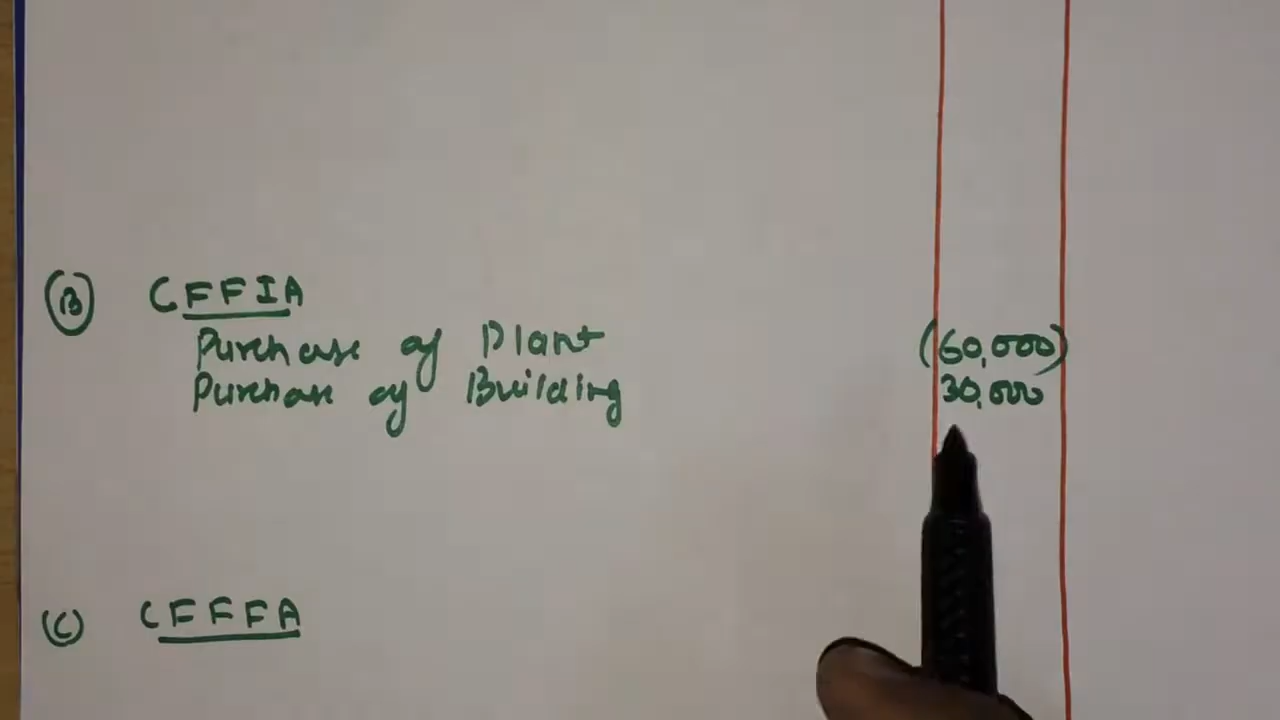 (B) CFFIA
Purchase of Plant (60,000)
Purchase of Building 30,000
(C) CFFFA